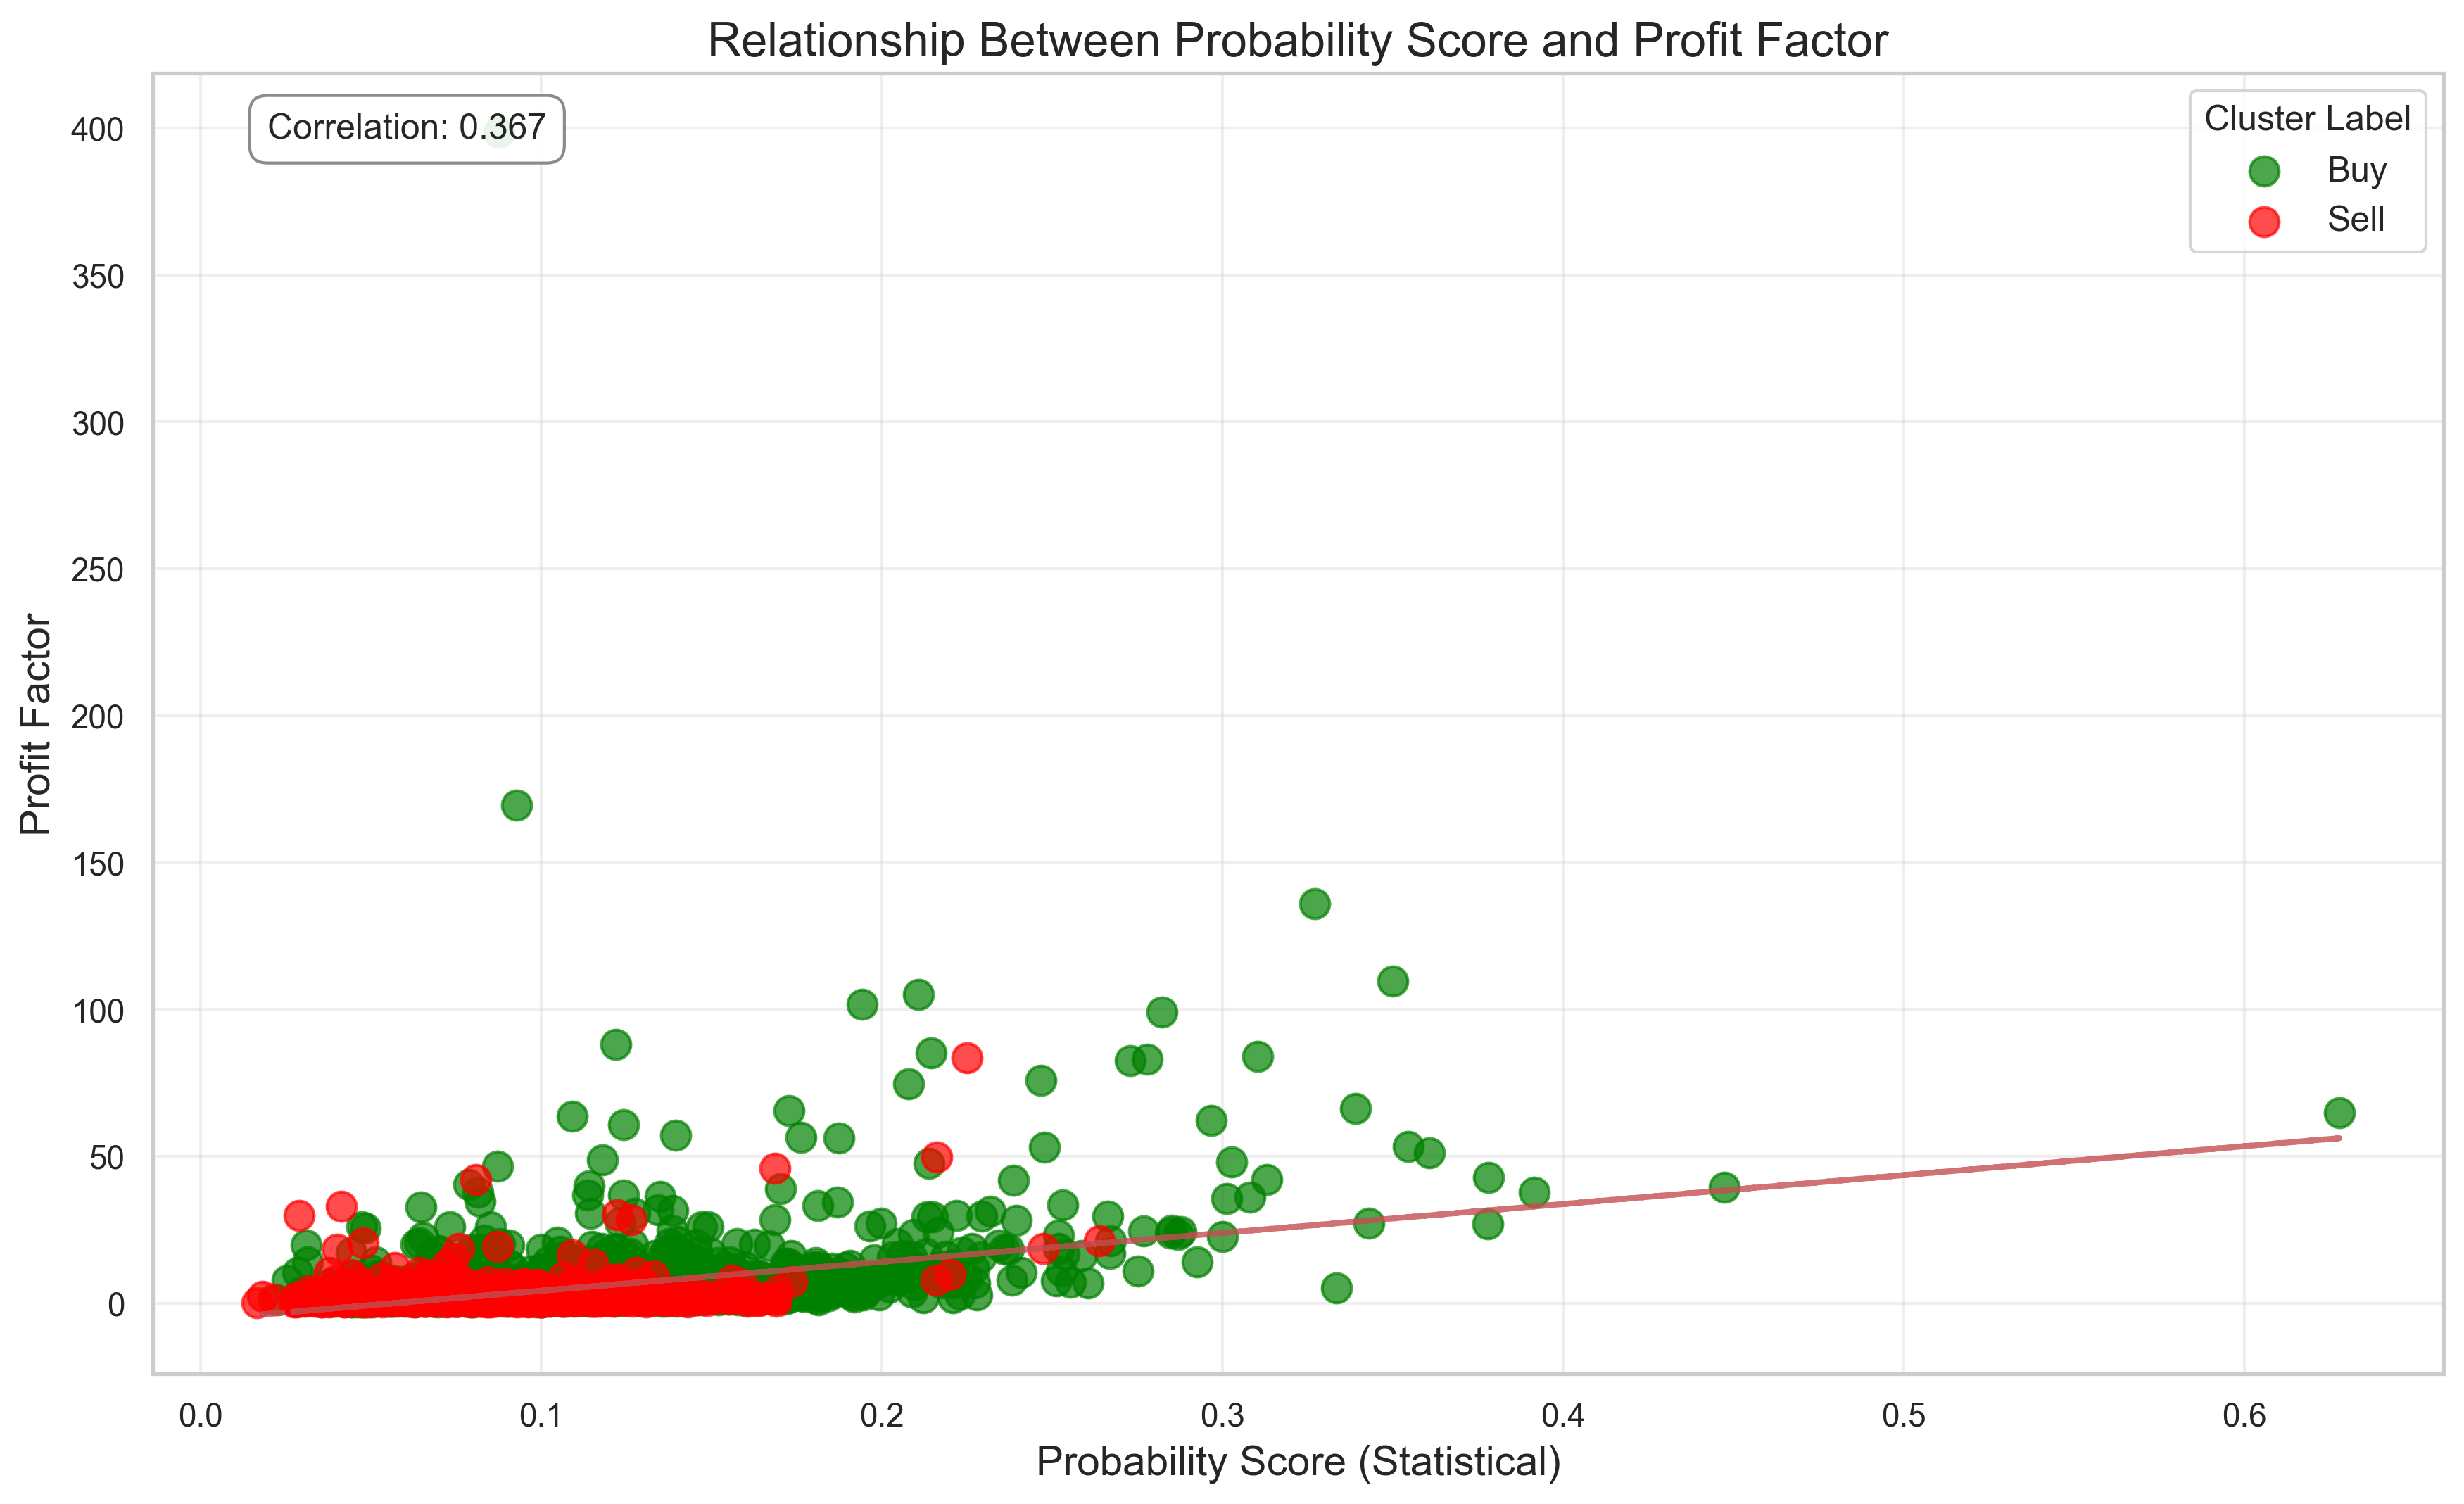 Relationship Between Probability Score and Profit Factor
Correlation: 0.367
Cluster Label
Buy
Sell
Profit Factor
400
350
300
250
200
150
100
50
0
0.0 0.1 0.2 0.3 0.4 0.5 0.6
Probability Score (Statistical)